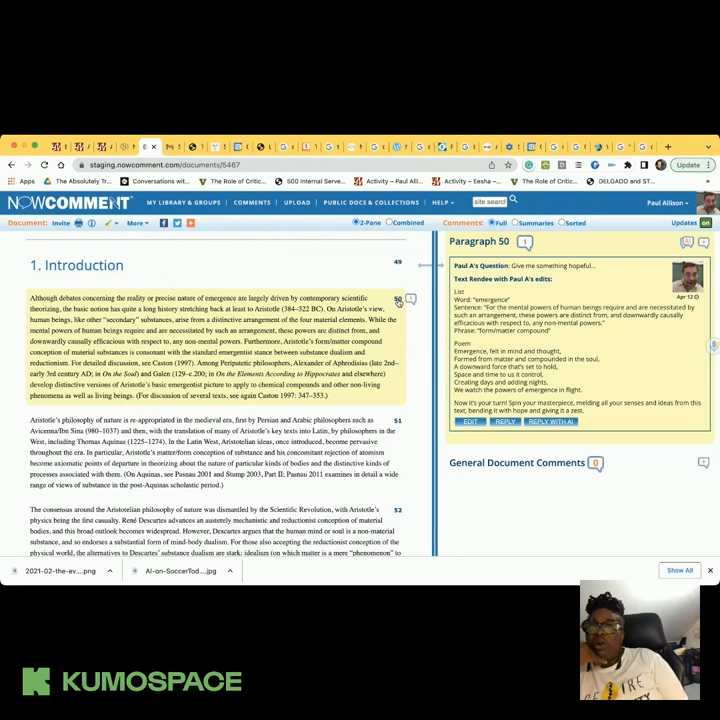 staging.nowcomment.com/documents/5467
Update
Apps
The Absolutely Tr...
Conversations wit...
The Role of Critic...
500 Internal Serve...
Activity – Paul Alli...
Activity – Eesha –...
The Role of Critic...
DELGADO and ST...
NOWCOMMENT
MY LIBRARY & GROUPS
COMMENTS
UPLOAD
PUBLIC DOCS & COLLECTIONS
HELP
site search
Paul Allison
Document: Invite
More
2-Pane
Combined
Comments: Full Summaries Sorted
Updates on
1. Introduction
49
Although debates concerning the reality or precise nature of emergence are largely driven by contemporary scientific
50
1
theorizing, the basic notion has quite a long history stretching back at least to Aristotle (384–322 BC). On Aristotle's view,
human beings, like other “secondary” substances, arise from a distinctive arrangement of the four material elements. While the
mental powers of human beings require and are necessitated by such an arrangement, these powers are distinct from, and
downwardly causally efficacious with respect to, any non-mental powers. Furthermore, Aristotle's form/matter compound
conception of material substances is consonant with the standard emergentist stance between substance dualism and
reductionism. For detailed discussion, see Caston (1997). Among Peripatetic philosophers, Alexander of Aphrodisias (late 2nd–
early 3rd century AD; in On the Soul) and Galen (129–c.200; in On the Elements According to Hippocrates and elsewhere)
develop distinctive versions of Aristotle's basic emergentist picture to apply to chemical compounds and other non-living
phenomena as well as living beings. (For discussion of several texts, see again Caston 1997: 347–353.)
Aristotle's philosophy of nature is re-appropriated in the medieval era, first by Persian and Arabic philosophers such as
51
Avicenna/Ibn Sina (980–1037) and then, with the translation of many of Aristotle's key texts into Latin, by philosophers in the
West, including Thomas Aquinas (1225–1274). In the Latin West, Aristotelian ideas, once introduced, become pervasive
throughout the era. In particular, Aristotle's matter/form conception of substance and his concomitant rejection of atomism
become axiomatic points of departure in theorizing about the nature of particular kinds of bodies and the distinctive kinds of
processes associated with them. (On Aquinas, see Pasnau 2001 and Stump 2003, Part II; Pasnau 2011 examines in detail a wide
range of views of substance in the post-Aquinas scholastic period.)
The consensus around the Aristotelian philosophy of nature was dismantled by the Scientific Revolution, with Aristotle's
52
physics being the first casualty. René Descartes advances an austerely mechanistic and reductionist conception of material
bodies, and this broad outlook becomes widespread. However, Descartes argues that the human mind or soul is a non-material
substance, and so endorses a substantial form of mind-body dualism. For those also accepting the reductionist conception of the
physical world, the alternatives to Descartes' substance dualism are stark: idealism (on which matter is a mere “phenomenon” to
Paragraph 50
1
AI
Paul A's Question: Give me something hopeful...
Text Rendee with Paul A's edits:
Apr 12
List
Word: "emergence"
Sentence: "For the mental powers of human beings require and are necessitated by
such an arrangement, these powers are distinct from, and downwardly causally
efficacious with respect to, any non-mental powers."
Phrase: "form/matter compound"
Poem
Emergence, felt in mind and thought,
Formed from matter and compounded in the soul,
A downward force that's set to hold,
Space and time to us it control,
Creating days and adding nights,
We watch the powers of emergence in flight.
Now it's your turn! Spin your masterpiece, melding all your senses and ideas from this
text, bending it with hope and giving it a zest.
EDIT
REPLY
REPLY WITH AI
General Document Comments
0
2021-02-the-ev....png
AI-on-SoccerTod....jpg
Show All
KUMOSPACE